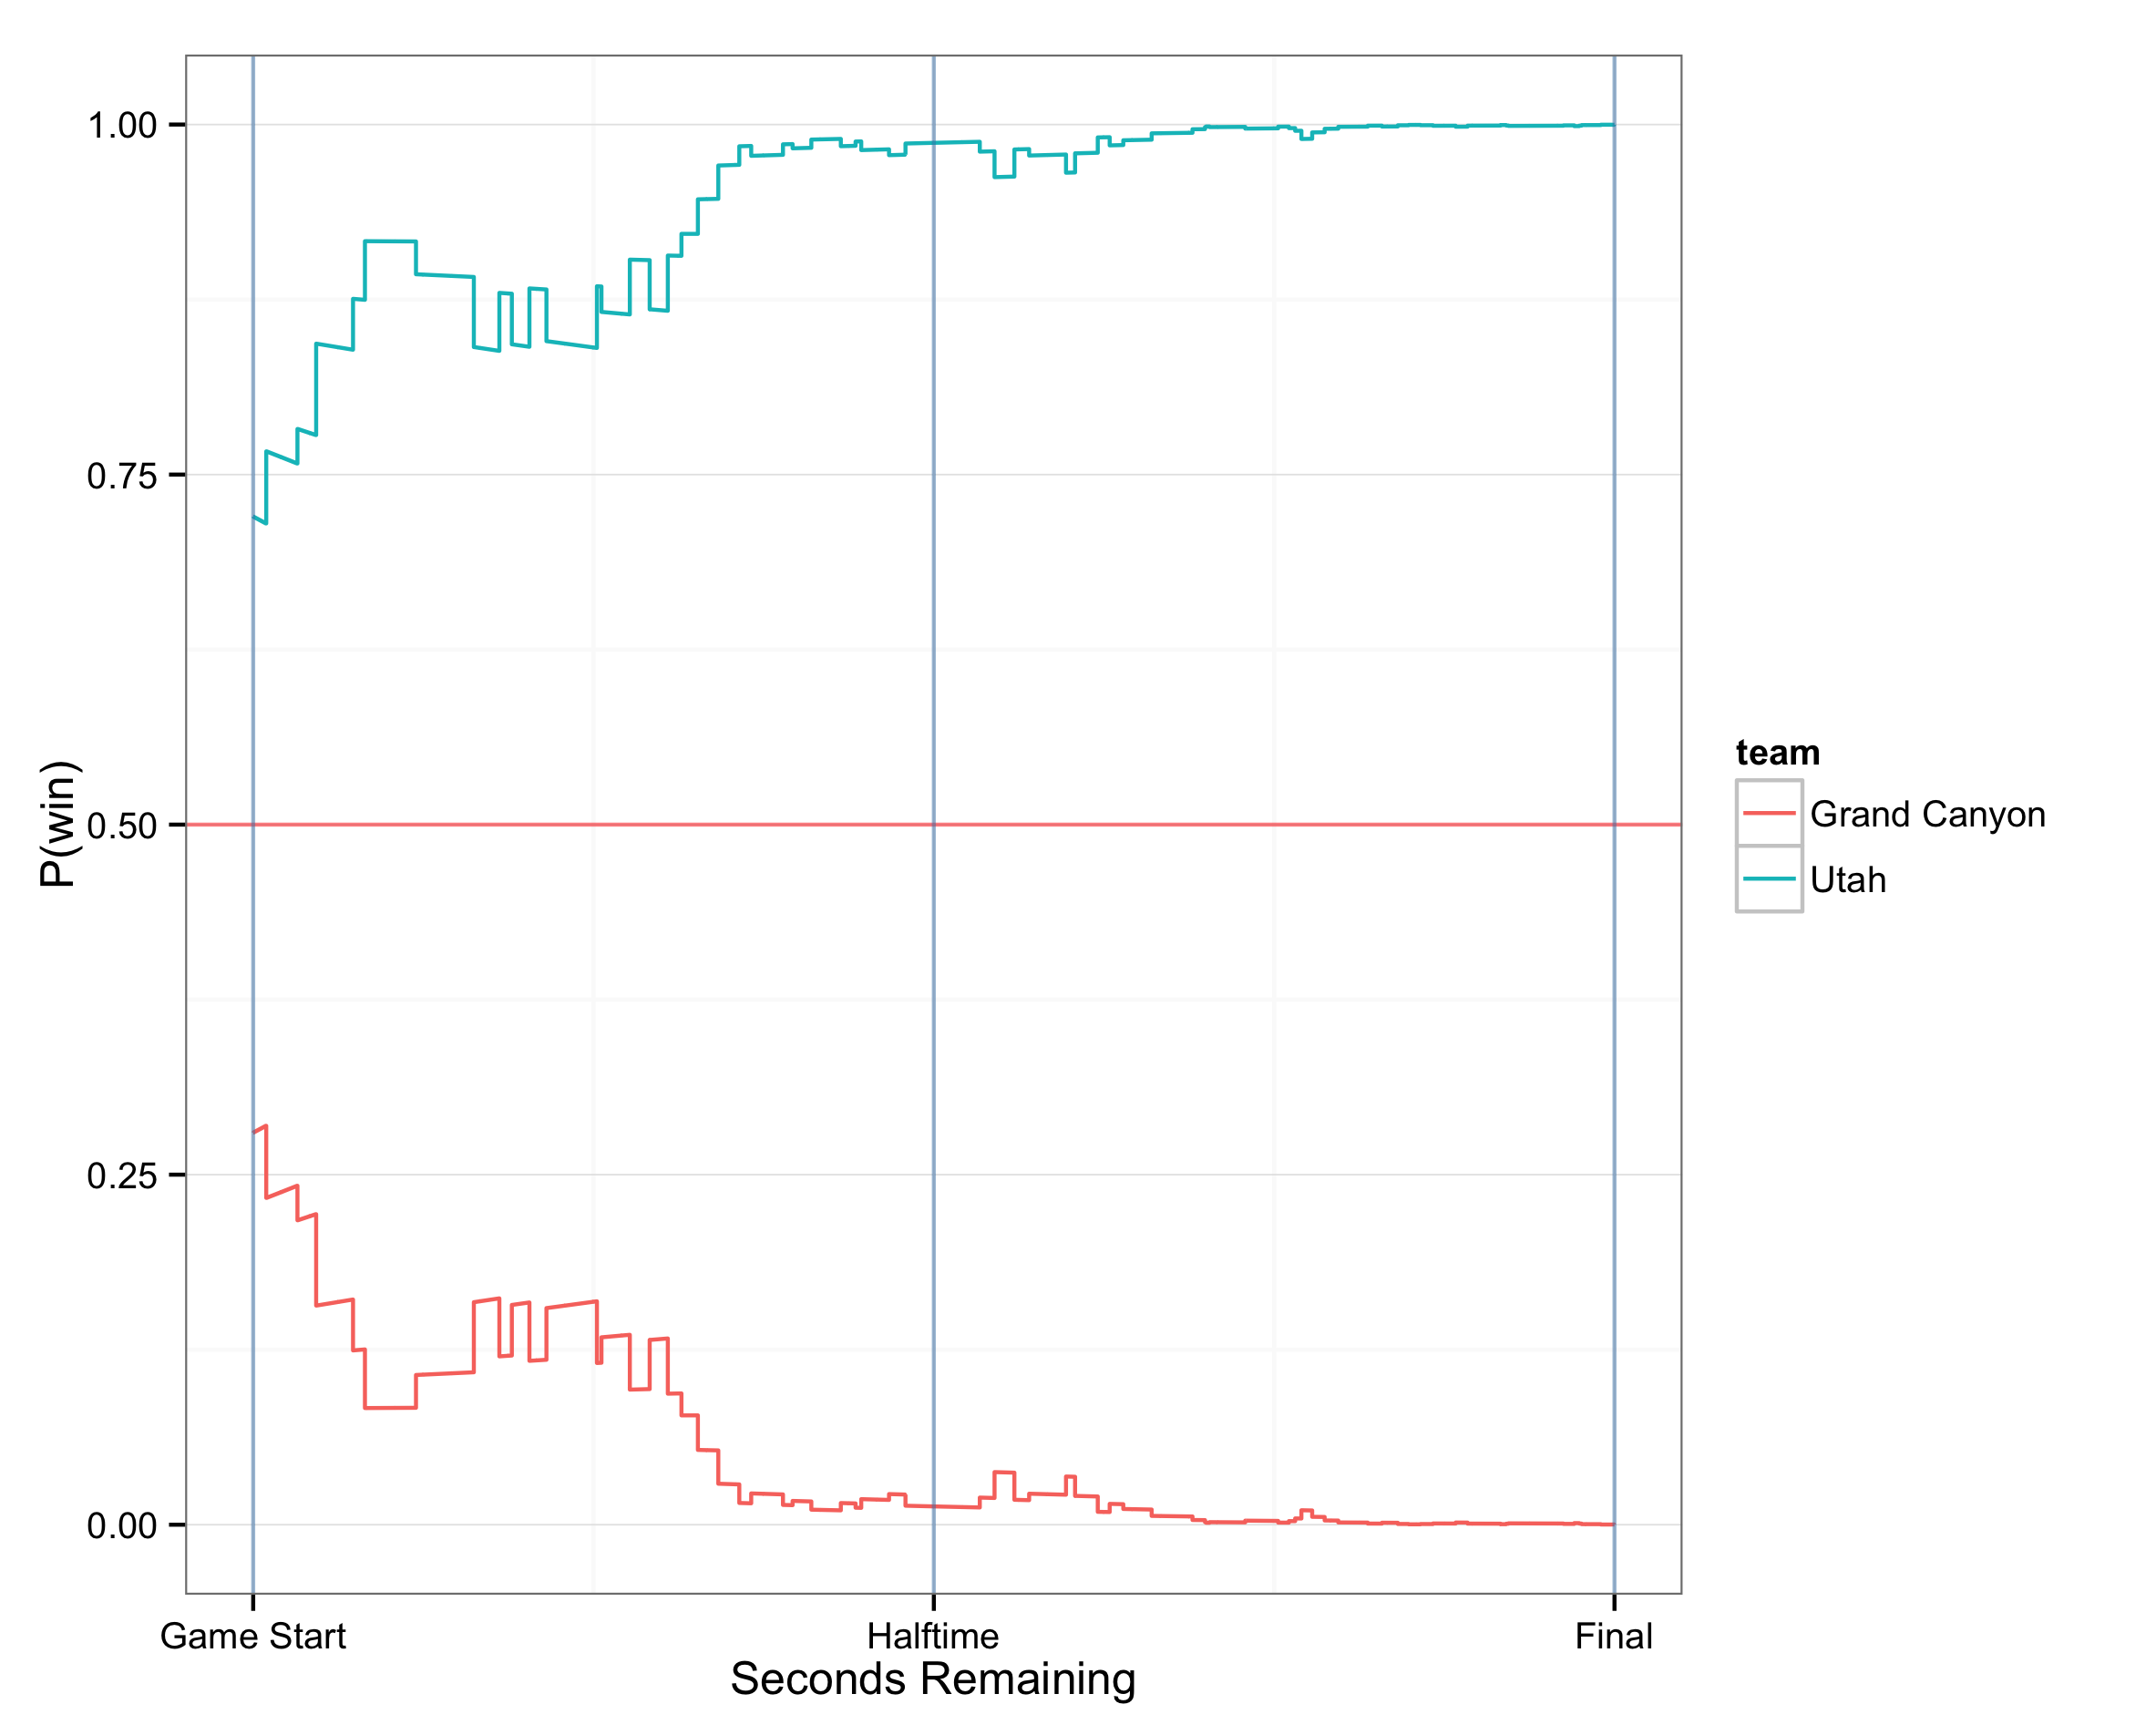 1.00
0.75
0.50
0.25
0.00
P(win)
Game Start
Halftime
Final
Seconds Remaining
team
Grand Canyon
Utah